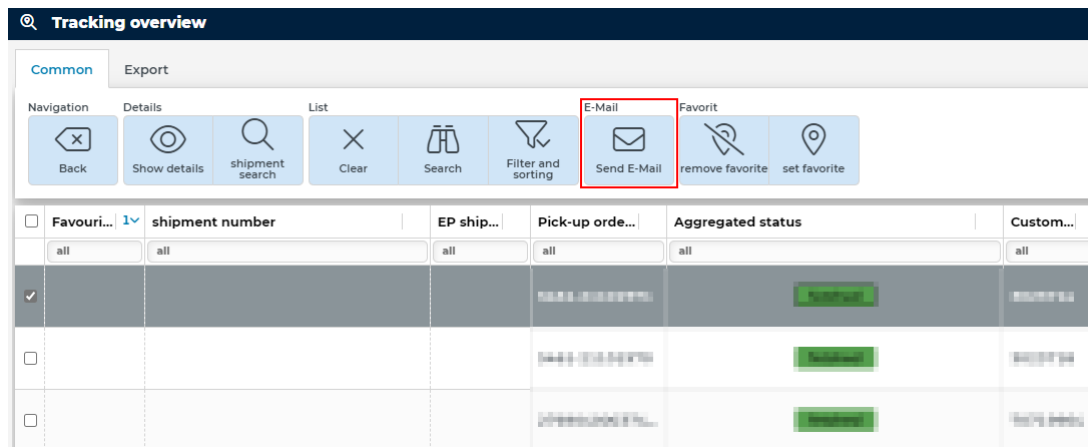 Tracking overview
Common Export
Navigation Details List E-Mail Favorit
Back Show details shipment search Clear Search Filter and sorting Send E-Mail remove favorite set favorite
Favouri... 1 shipment number EP ship... Pick-up orde... Aggregated status Custom...
all all all all all all